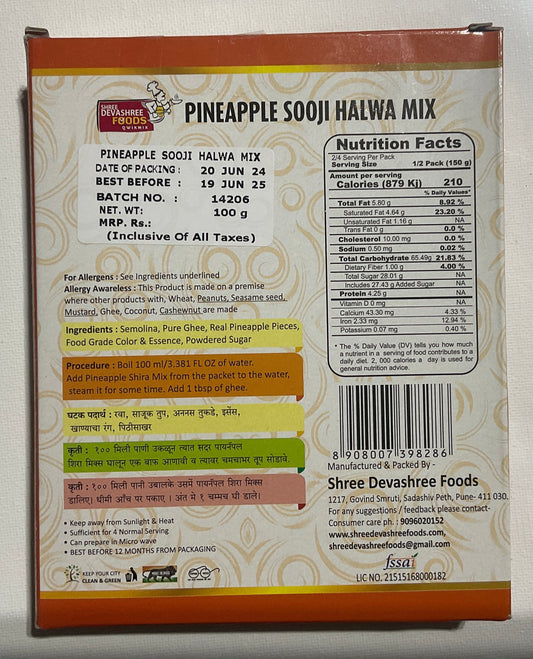 SHREE
DEVASHREE
FOODS
QWIKMIX
PINEAPPLE SOOJI HALWA MIX
PINEAPPLE SOOJI HALWA MIX
DATE OF PACKING : 20 JUN 24
BEST BEFORE : 19 JUN 25
BATCH NO. : 14206
NET. WT: 100 g
MRP. Rs.:
(Inclusive Of All Taxes)
Nutrition Facts
2/4 Serving Per Pack
Serving Size 1/2 Pack (150 g)
Amount per serving
Calories (879 Kj) 210
% Daily Values*
Total Fat 5.80 g 8.92 %
Saturated Fat 4.64 g 23.20 %
Unsaturated Fat 1.16 g NA
Trans Fat 0 g 0.0 %
Cholesterol 10.00 mg 0.0 %
Sodium 0.50 mg 0.02 %
Total Carbohydrate 65.49g 21.83 %
Dietary Fiber 1.00 g 4.00 %
Total Sugar 28.01 g NA
Includes 27.43 g Added Sugar NA
Protein 4.25 g NA
Vitamin D 0 mg NA
Calcium 43.30 mg 4.33 %
Iron 2.33 mg 12.94 %
Potassium 0.07 mg 0.40 %
* The % Daily Value (DV) tells you how much
a nutrient in a serving of food contributes to a
daily diet. 2, 000 calories a day is used for
general nutrition advice.
For Allergens : See Ingredients underlined
Allergy Awareless : This Product is made on a premise
where other products with, Wheat, Peanuts, Seasame seed,
Mustard, Ghee, Coconut, Cashewnut are made
Ingredients : Semolina, Pure Ghee, Real Pineapple Pieces,
Food Grade Color & Essence, Powdered Sugar
Procedure : Boil 100 ml/3.381 FL OZ of water.
Add Pineapple Shira Mix from the packet to the water,
steam it for some time. Add 1 tbsp of ghee.
घटक पदार्थ : रवा, साजूक तुप, अननस तुकडे, इसेंस,
खाण्याचा रंग, पिठीसाखर
कृती : १०० मिली पाणी उकळून घ्या त्यात सदर पायनॅपल
शिरा मिक्स घालून एक वाफ आणावी व त्यावर चमचाभर तूप सोडावे.
कृती : १०० मिली पानी उबालके उसमें पायनॅपल शिरा मिक्स
डालिए। धीमी आँच पर पकाए । अंत मे १ चम्मच घी डाले।
• Keep away from Sunlight & Heat
• Sufficient for 4 Normal Serving
• Can prepare in Micro wave
• BEST BEFORE 12 MONTHS FROM PACKAGING
KEEP YOUR CITY
CLEAN & GREEN
8 908007 398286
Manufactured & Packed By -
Shree Devashree Foods
1217, Govind Smruti, Sadashiv Peth, Pune- 411 030.
For any suggestions / feedback please contact-
Consumer care ph. : 9096020152
www.shreedevashreefoods.com,
shreedevashreefoods@gmail.com
fssai
LIC NO. 21515168000182